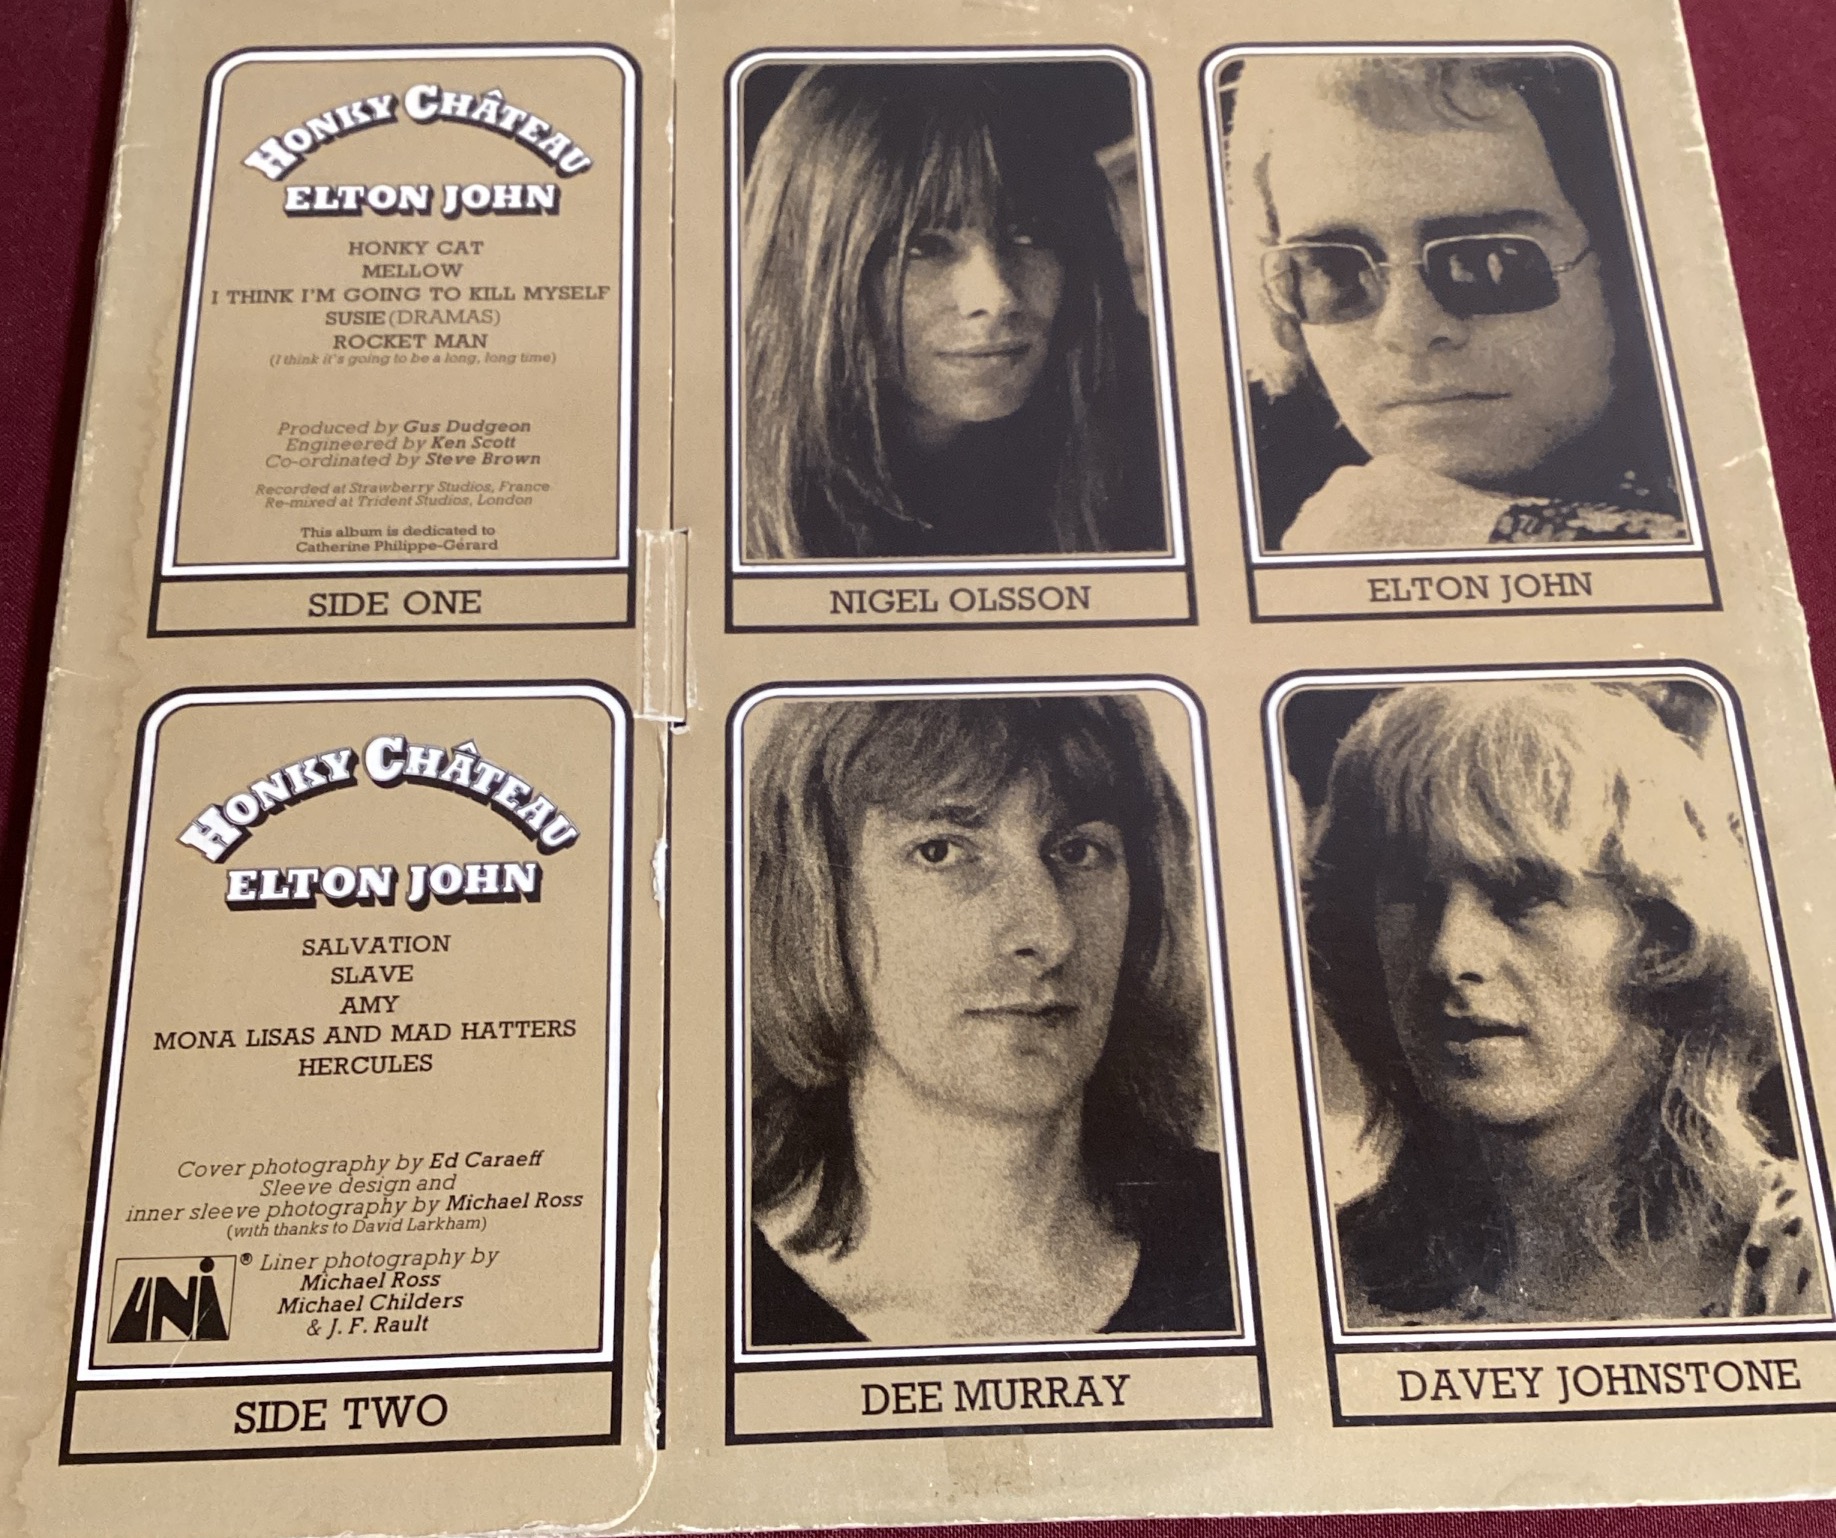 HONKY CHÂTEAU
ELTON JOHN
HONKY CAT
MELLOW
I THINK I'M GOING TO KILL MYSELF
SUSIE (DRAMAS)
ROCKET MAN
(I think it's going to be a long, long time)
Produced by Gus Dudgeon
Engineered by Ken Scott
Co-ordinated by Steve Brown
Recorded at Strawberry Studios, France
Re-mixed at Trident Studios, London
This album is dedicated to
Catherine Philippe-Gérard
SIDE ONE
NIGEL OLSSON
ELTON JOHN
HONKY CHÂTEAU
ELTON JOHN
SALVATION
SLAVE
AMY
MONA LISAS AND MAD HATTERS
HERCULES
Cover photography by Ed Caraeff
Sleeve design and
inner sleeve photography by Michael Ross
(with thanks to David Larkham)
UNI ® Liner photography by
Michael Ross
Michael Childers
& J. F. Rault
SIDE TWO
DEE MURRAY
DAVEY JOHNSTONE